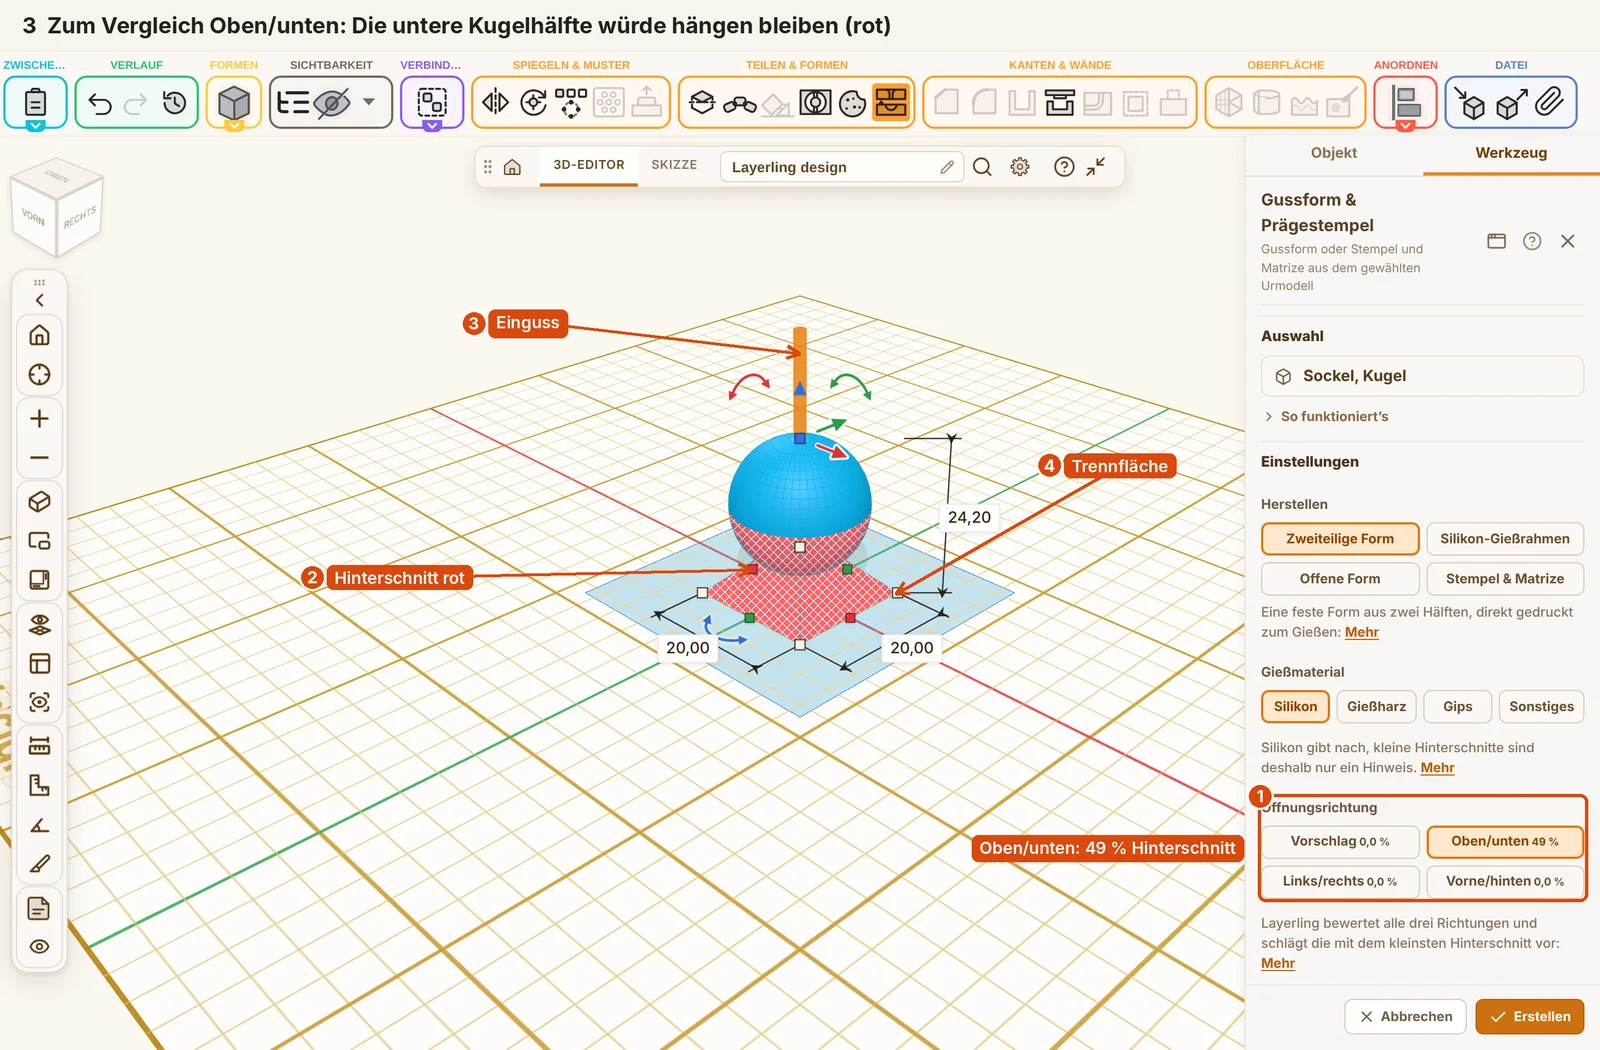 3 Zum Vergleich Oben/unten: Die untere Kugelhälfte würde hängen bleiben (rot)
ZWISCHE...
VERLAUF
FORMEN
SICHTBARKEIT
VERBIND...
SPIEGELN & MUSTER
TEILEN & FORMEN
KANTEN & WÄNDE
OBERFLÄCHE
ANORDNEN
DATEI
3D-EDITOR
SKIZZE
Layerling design
OBEN
VORN
RECHTS
Objekt
Werkzeug
Gussform &
Prägestempel
Gussform oder Stempel und
Matrize aus dem gewählten
Urmodell
Auswahl
Sockel, Kugel
So funktioniert's
Einstellungen
Herstellen
Zweiteilige Form
Silikon-Gießrahmen
Offene Form
Stempel & Matrize
Eine feste Form aus zwei Hälften, direkt gedruckt
zum Gießen: Mehr
Gießmaterial
Silikon
Gießharz
Gips
Sonstiges
Silikon gibt nach, kleine Hinterschnitte sind
deshalb nur ein Hinweis. Mehr
1
Öffnungsrichtung
Vorschlag 0,0 %
Oben/unten 49 %
Links/rechts 0,0 %
Vorne/hinten 0,0 %
Layerling bewertet alle drei Richtungen und
schlägt die mit dem kleinsten Hinterschnitt vor:
Mehr
Abbrechen
Erstellen
3 Einguss
4 Trennfläche
24,20
2 Hinterschnitt rot
20,00
20,00
Oben/unten: 49 % Hinterschnitt